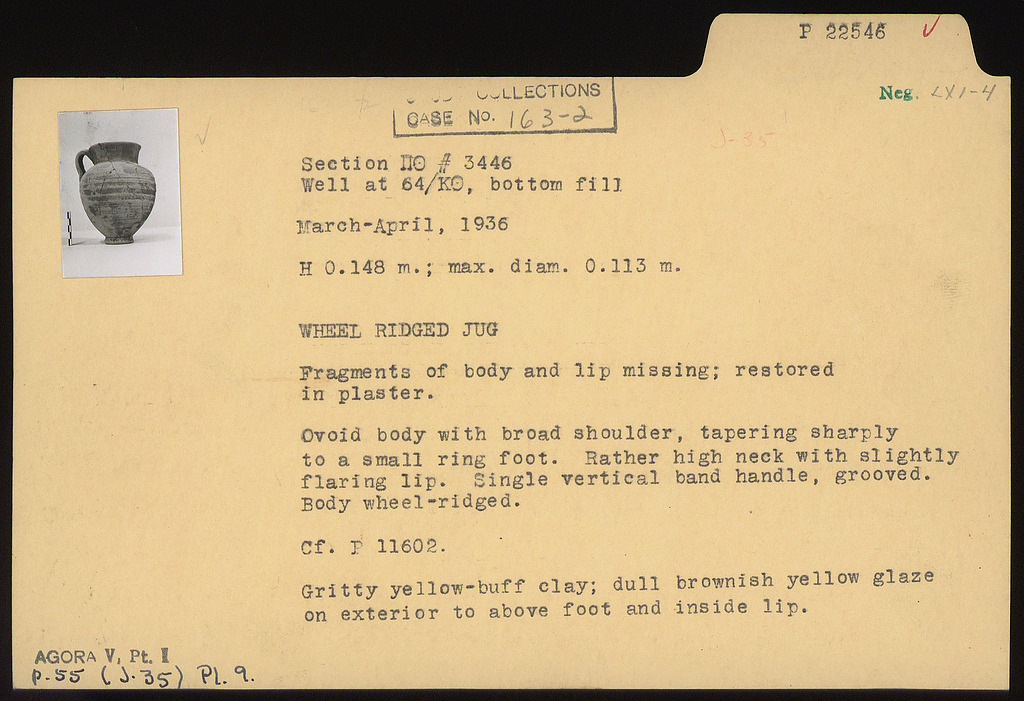 P 22546 ✓
Neg. LXI-4
COLLECTIONS
CASE No. 163-2
J-35
Section ΠΘ # 3446
Well at 64/ΚΘ, bottom fill
March-April, 1936
H 0.148 m.; max. diam. 0.113 m.
WHEEL RIDGED JUG
Fragments of body and lip missing; restored
in plaster.
Ovoid body with broad shoulder, tapering sharply
to a small ring foot. Rather high neck with slightly
flaring lip. Single vertical band handle, grooved.
Body wheel-ridged.
Cf. P 11602.
Gritty yellow-buff clay; dull brownish yellow glaze
on exterior to above foot and inside lip.
AGORA V, Pt. I
p.55 (J.35) Pl. 9.